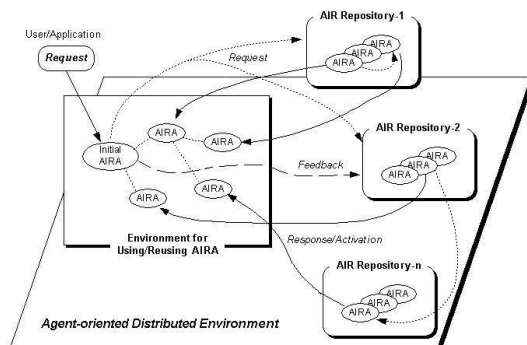 User/Application
Request
AIR Repository-1
AIRA
AIRA
AIRA
Request
Initial
AIRA
AIRA
AIRA
AIRA
AIRA
Feedback
AIR Repository-2
AIRA
AIRA
AIRA
Environment for
Using/Reusing AIRA
Response/Activation
AIR Repository-n
AIRA
AIRA
AIRA
Agent-oriented Distributed Environment